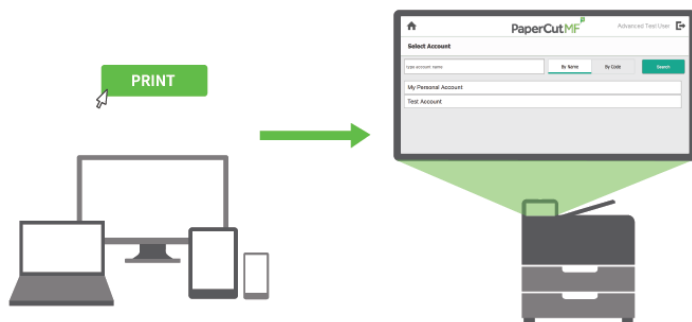 PRINT
PaperCutMF
Advanced Test User
Select Account
type account name
By Name
By Code
Search
My Personal Account
Test Account